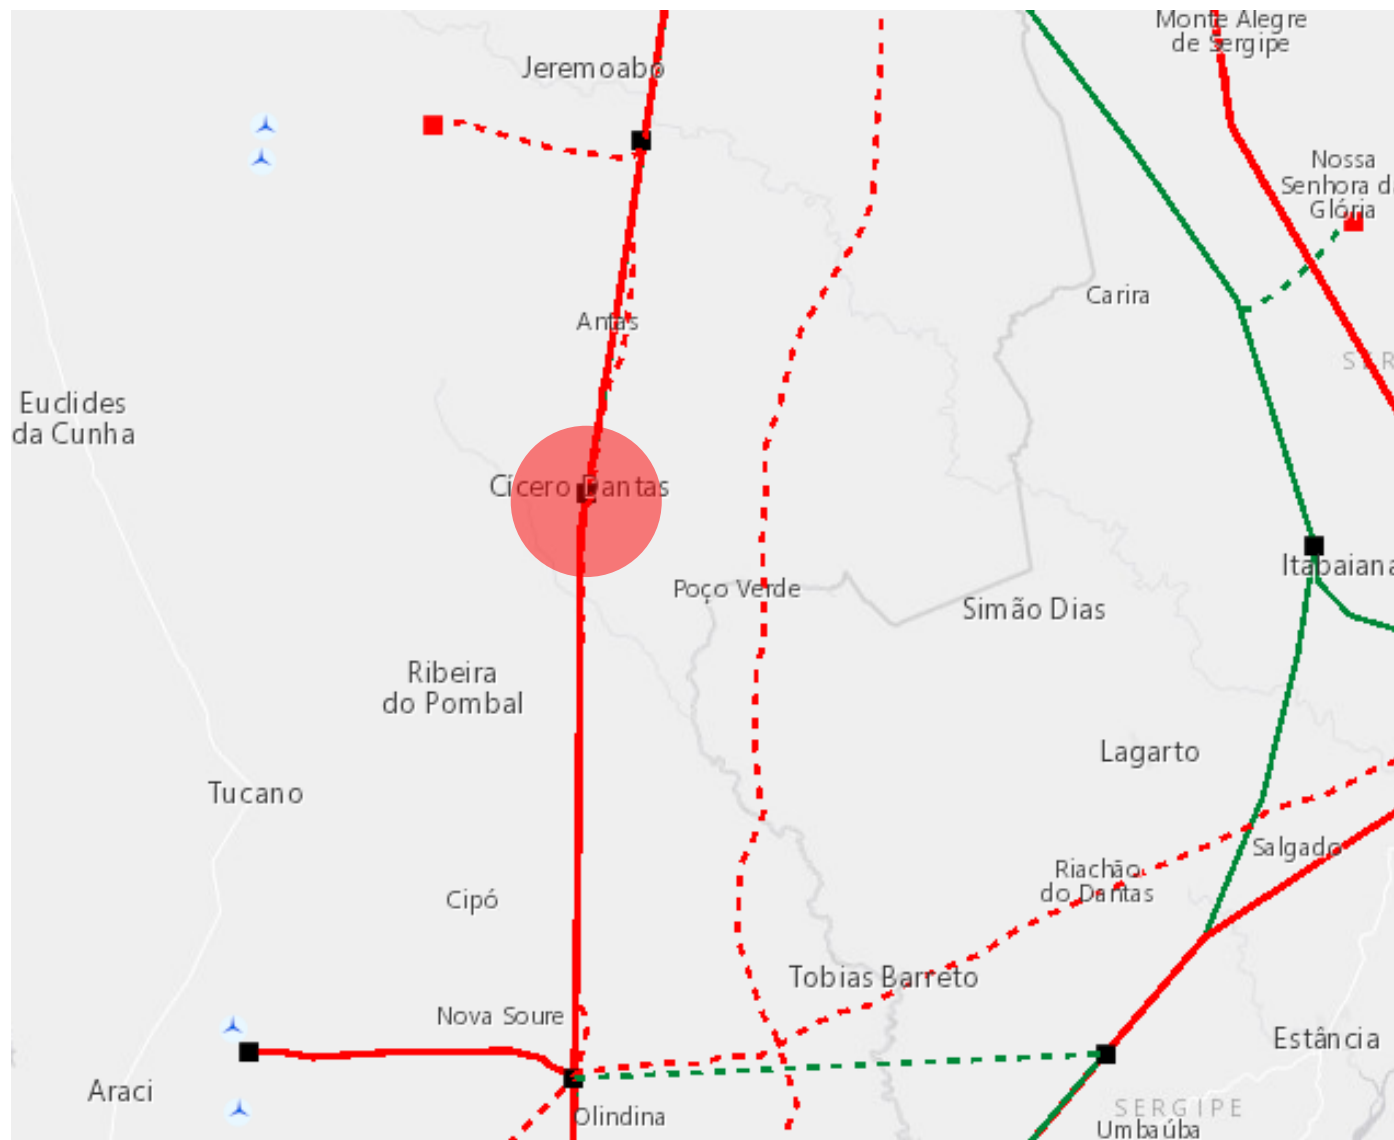 Monte Alegre
de Sergipe
Jeremoabo
Nossa
Senhora da
Glória
Carira
Antas
SER
Euclides
da Cunha
Cícero Dantas
Itabaiana
Poço Verde
Simão Dias
Ribeira
do Pombal
Lagarto
Tucano
Salgado
Riachão
do Dantas
Cipó
Tobias Barreto
Nova Soure
Estância
Araci
SERGIPE
Olindina
Umbaúba